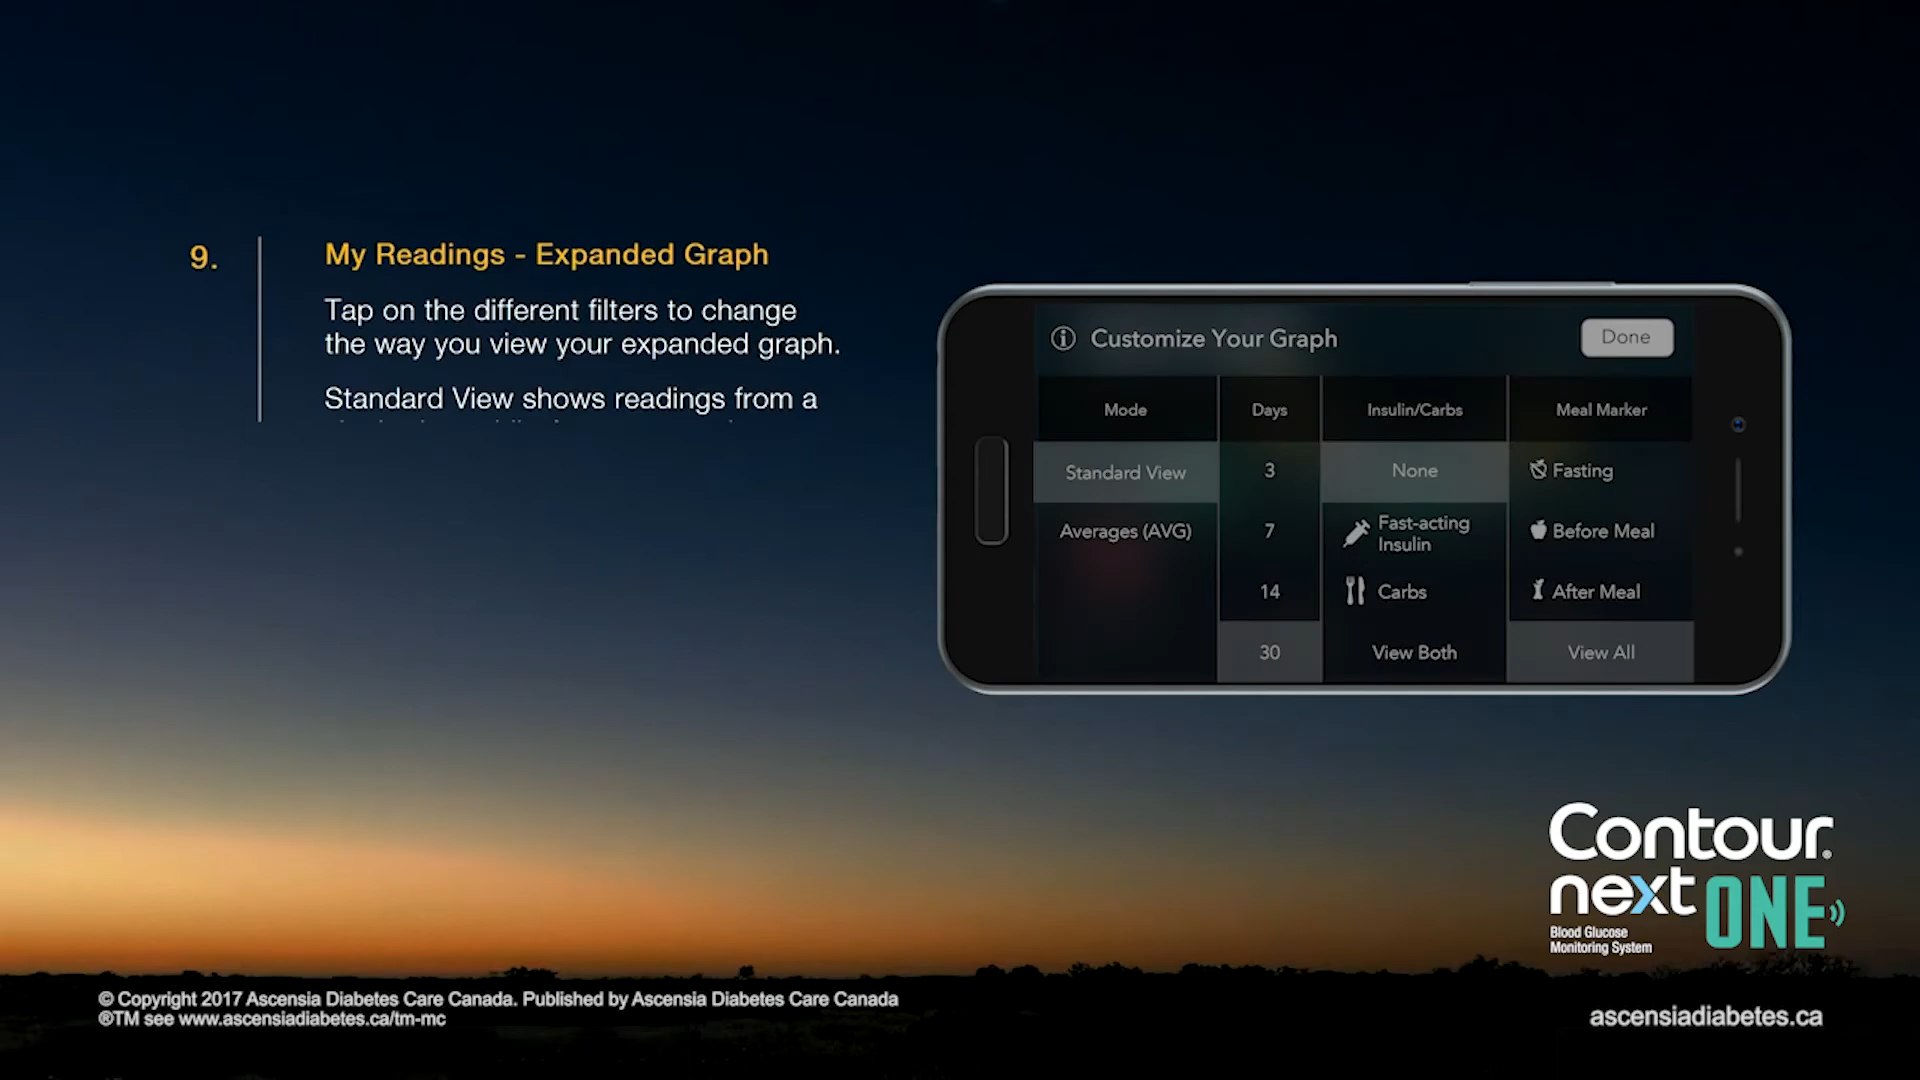 9.
My Readings - Expanded Graph
Tap on the different filters to change
the way you view your expanded graph.
Standard View shows readings from a
Customize Your Graph
Done
Mode
Days
Insulin/Carbs
Meal Marker
Standard View
3
None
Fasting
Averages (AVG)
7
Fast-acting
Insulin
Before Meal
14
Carbs
After Meal
30
View Both
View All
Contour®
next ONE
Blood Glucose
Monitoring System
© Copyright 2017 Ascensia Diabetes Care Canada. Published by Ascensia Diabetes Care Canada
®TM see www.ascensiadiabetes.ca/tm-mc
ascensiadiabetes.ca